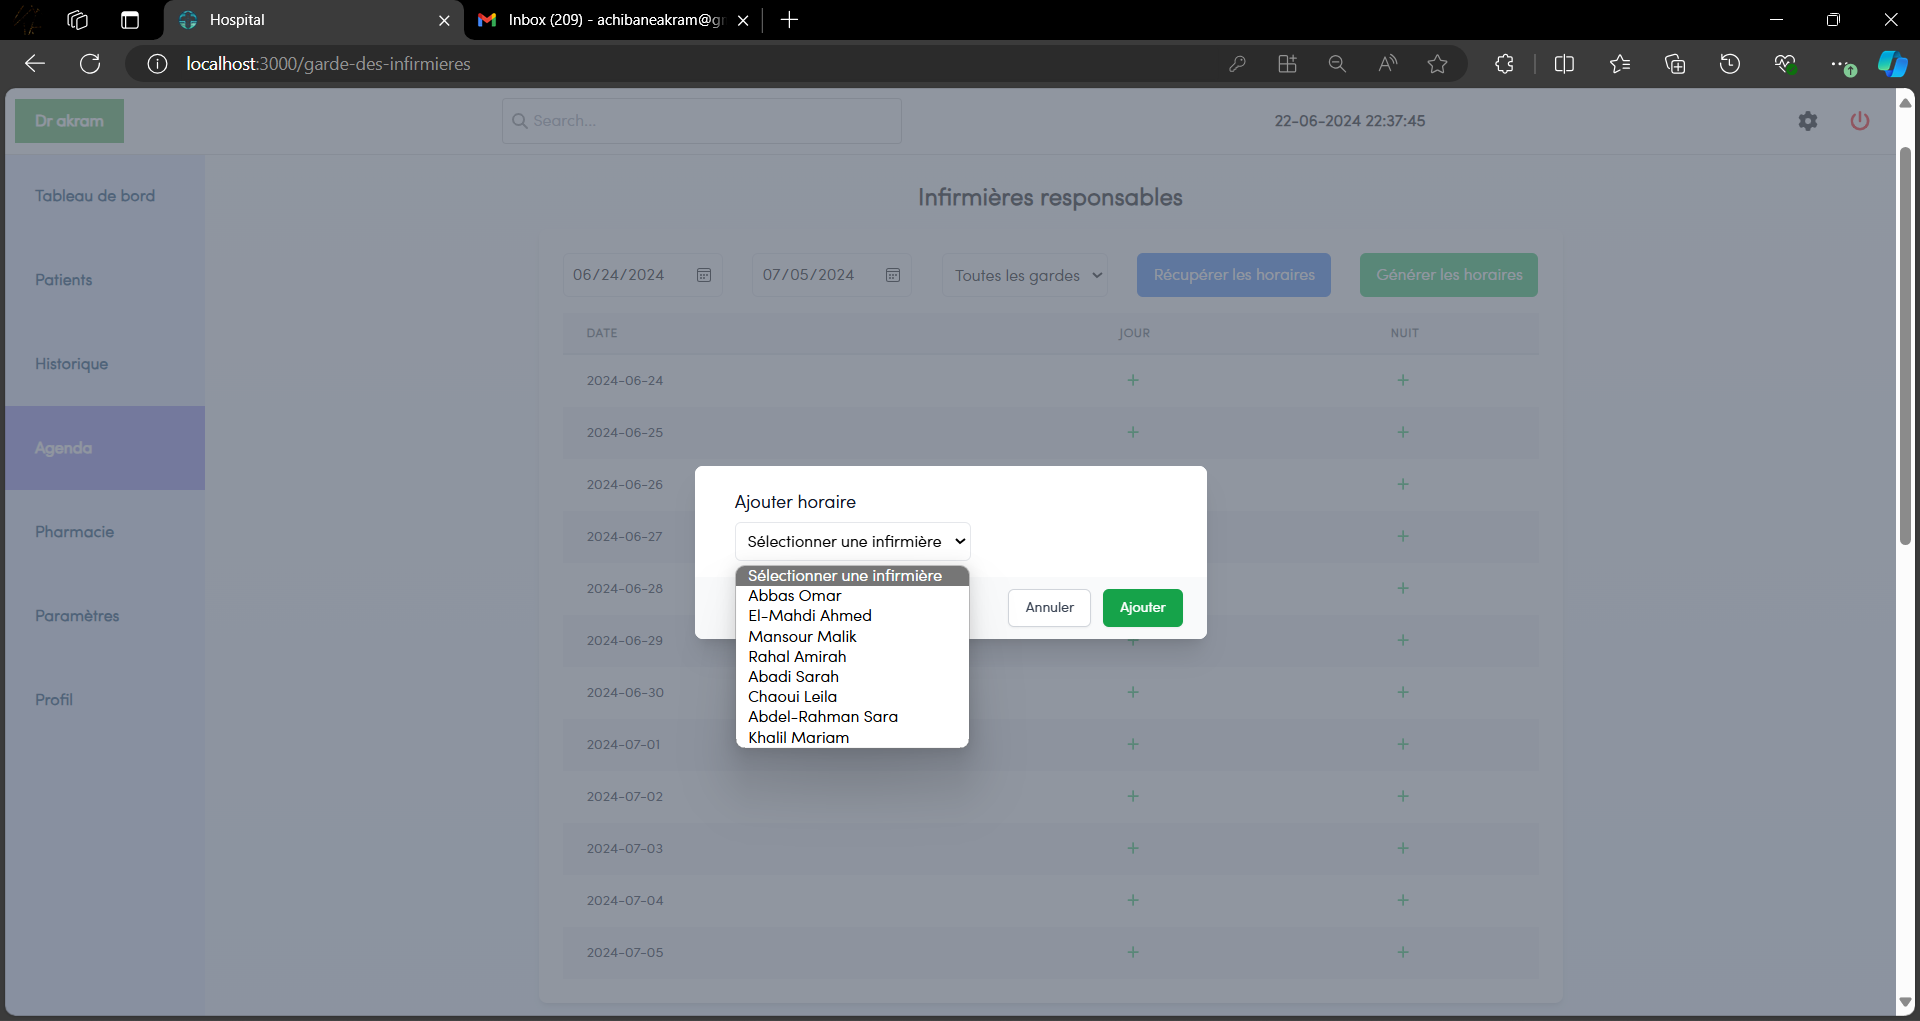 Hospital
Inbox (209) - achibaneakram@g
localhost:3000/garde-des-infirmieres
Dr akram
Search...
22-06-2024 22:37:45
Tableau de bord
Patients
Historique
Agenda
Pharmacie
Paramètres
Profil
Infirmières responsables
06/24/2024
07/05/2024
Toutes les gardes
Récupérer les horaires
Générer les horaires
DATE JOUR NUIT
2024-06-24 + +
2024-06-25 + +
2024-06-26 +
2024-06-27 +
2024-06-28 +
2024-06-29 + +
2024-06-30 + +
2024-07-01 + +
2024-07-02 + +
2024-07-03 + +
2024-07-04 + +
2024-07-05 + +
Ajouter horaire
Sélectionner une infirmière
Sélectionner une infirmière
Abbas Omar
El-Mahdi Ahmed
Mansour Malik
Rahal Amirah
Abadi Sarah
Chaoui Leila
Abdel-Rahman Sara
Khalil Mariam
Annuler
Ajouter